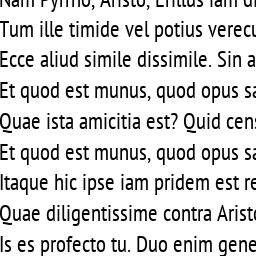 Nam Pyrrho, Aristo, Erillus iam di
Tum ille timide vel potius verecu
Ecce aliud simile dissimile. Sin a
Et quod est munus, quod opus sa
Quae ista amicitia est? Quid cens
Et quod est munus, quod opus sa
Itaque hic ipse iam pridem est re
Quae diligentissime contra Aristo
Is es profecto tu. Duo enim gene